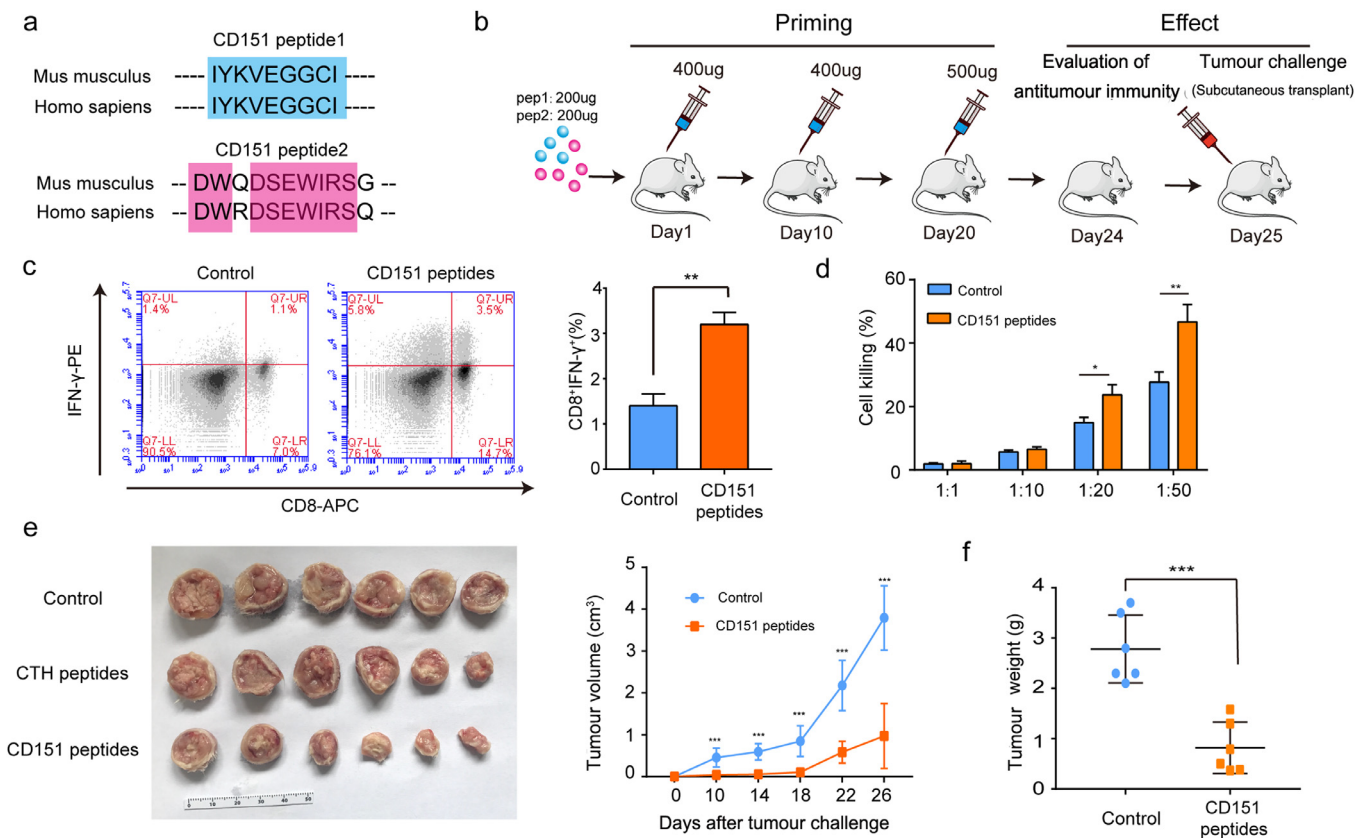 a
CD151 peptide1
Mus musculus ---- IYKVEGGCI ----
Homo sapiens ---- IYKVEGGCI ----
CD151 peptide2
Mus musculus -- DWQDSEWIRSG --
Homo sapiens -- DWRDSEWIRSQ --
b
Priming
Effect
pep1: 200ug
pep2: 200ug
400ug
400ug
500ug
Evaluation of
antitumour immunity
Tumour challenge
(Subcutaneous transplant)
Day1
Day10
Day20
Day24
Day25
c
Control
CD151 peptides
IFN-γ-PE
Q7-UL
1.4%
Q7-UR
1.1%
Q7-LL
90.5%
Q7-LR
7.0%
Q7-UL
5.8%
Q7-UR
3.5%
Q7-LL
76.1%
Q7-LR
14.7%
CD8-APC
CD8⁺IFN-γ⁺(%)
4
3
2
1
0
**
Control
CD151
peptides
d
Cell killing (%)
60
40
20
0
Control
CD151 peptides
*
**
1:1
1:10
1:20
1:50
e
Control
CTH peptides
CD151 peptides
Tumour volume (cm³)
5
4
3
2
1
0
Control
CD151 peptides
***
***
***
***
***
0
10
14
18
22
26
Days after tumour challenge
f
Tumour weight (g)
4
3
2
1
0
***
Control
CD151
peptides